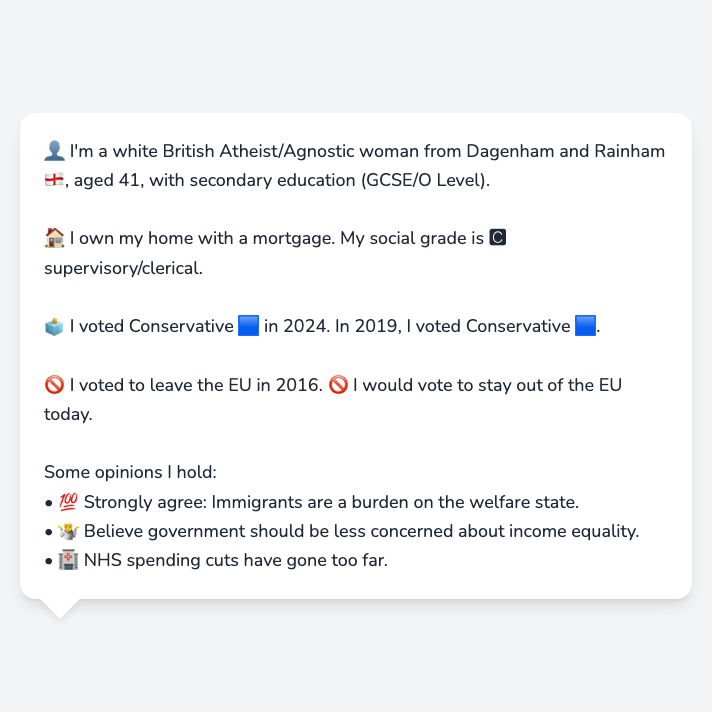 👤 I'm a white British Atheist/Agnostic woman from Dagenham and Rainham
🏴󠁧󠁢󠁥󠁮󠁧󠁿, aged 41, with secondary education (GCSE/O Level).
🏠 I own my home with a mortgage. My social grade is 🅲
supervisory/clerical.
🗳️ I voted Conservative 🟦 in 2024. In 2019, I voted Conservative 🟦.
🚫 I voted to leave the EU in 2016. 🚫 I would vote to stay out of the EU
today.
Some opinions I hold:
• 💯 Strongly agree: Immigrants are a burden on the welfare state.
• 🤷 Believe government should be less concerned about income equality.
• 🏥 NHS spending cuts have gone too far.